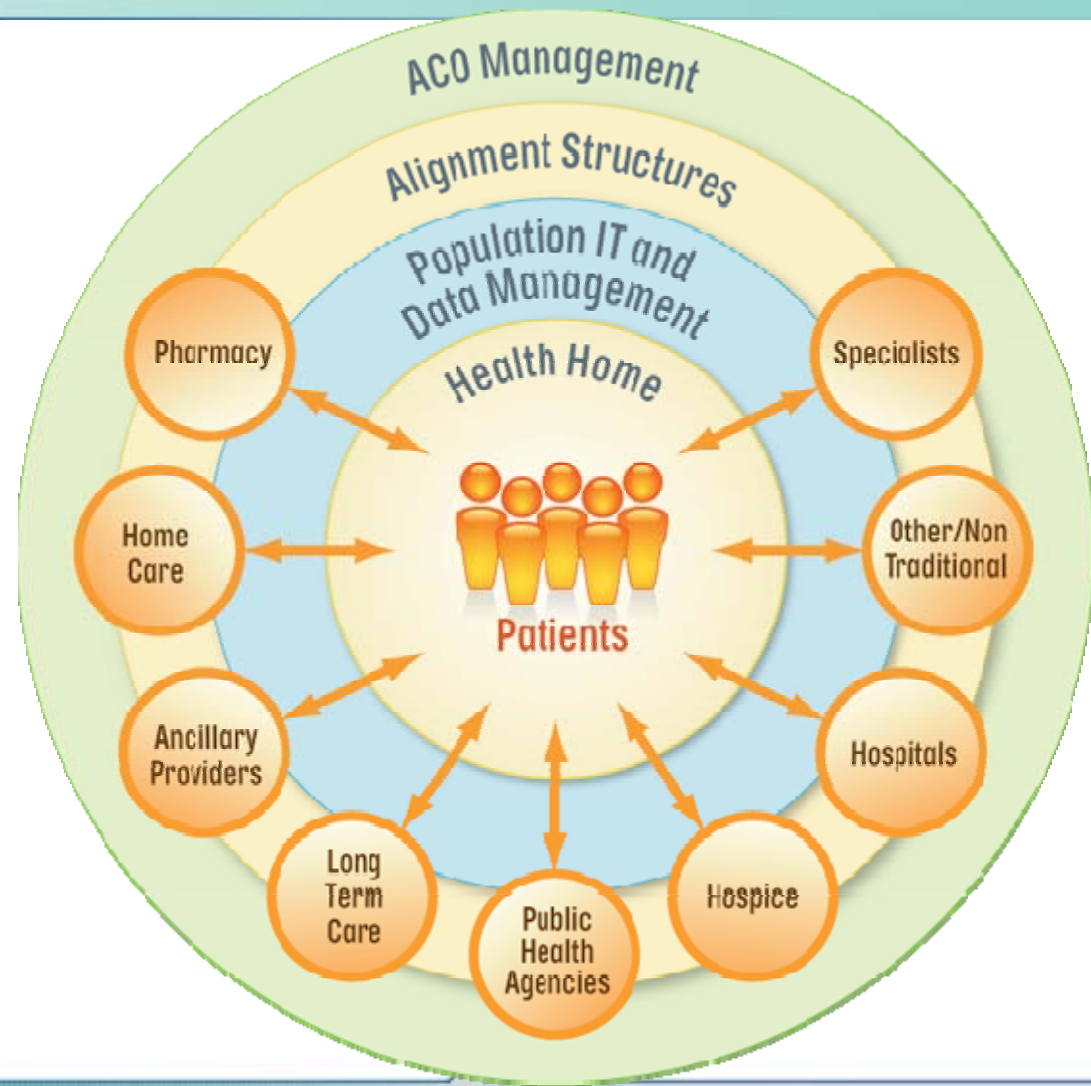 ACO Management
Alignment Structures
Population IT and
Data Management
Health Home
Pharmacy
Specialists
Home
Care
Other/Non
Traditional
Patients
Ancillary
Providers
Hospitals
Long
Term
Care
Hospice
Public
Health
Agencies